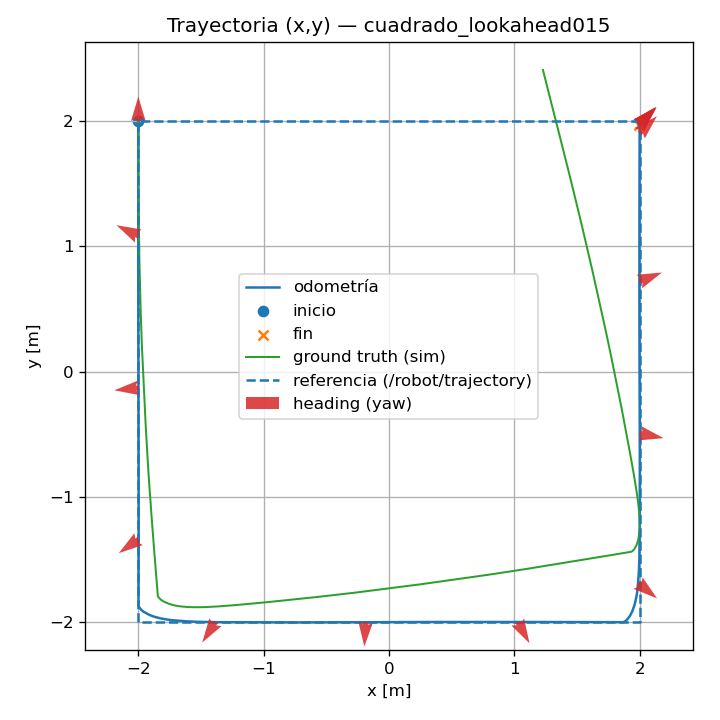 Trayectoria (x,y) — cuadrado_lookahead015
y [m]
2
1
0
−1
−2
odometría
inicio
fin
ground truth (sim)
referencia (/robot/trajectory)
heading (yaw)
−2
−1
0
1
2
x [m]